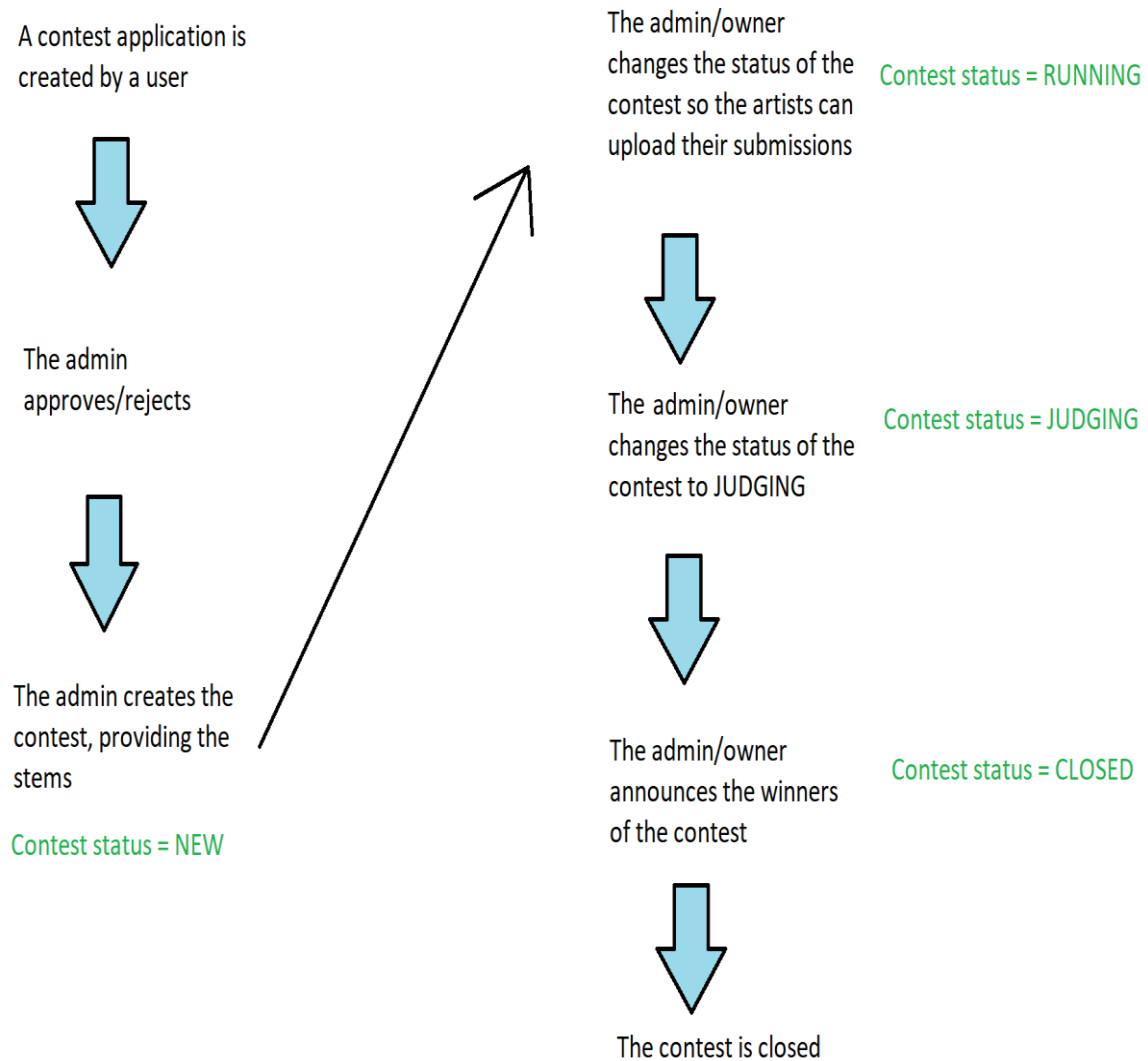 A contest application is
created by a user
The admin
approves/rejects
The admin creates the
contest, providing the
stems
Contest status = NEW
The admin/owner
changes the status of the
contest so the artists can
upload their submissions
Contest status = RUNNING
The admin/owner
changes the status of the
contest to JUDGING
Contest status = JUDGING
The admin/owner
announces the winners
of the contest
Contest status = CLOSED
The contest is closed